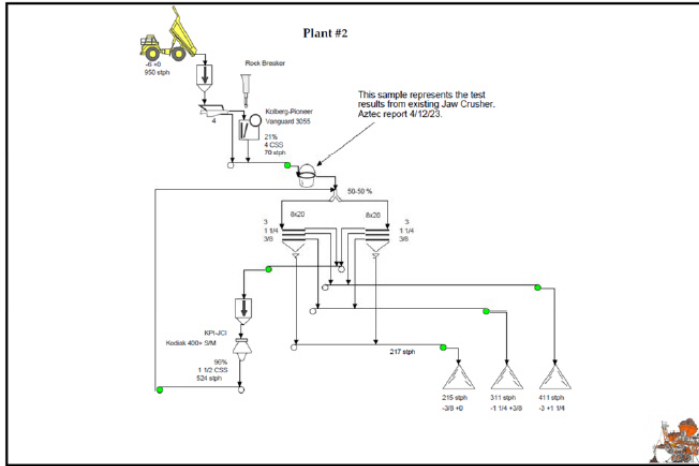 Plant #2
-6 +0
950 stph
Rock Breaker
This sample represents the test
results from existing Jaw Crusher.
Aztec report 4/12/23.
4
Kolberg-Pioneer
Vanguard 3055
21%
4 CSS
70 stph
50-50 %
8x20
8x20
3
1 1/4
3/8
3
1 1/4
3/8
KPI-JCI
Kodiak 400+ S/M
96%
1 1/2 CSS
524 stph
217 stph
215 stph
-3/8 +0
311 stph
-1 1/4 +3/8
411 stph
-3 +1 1/4